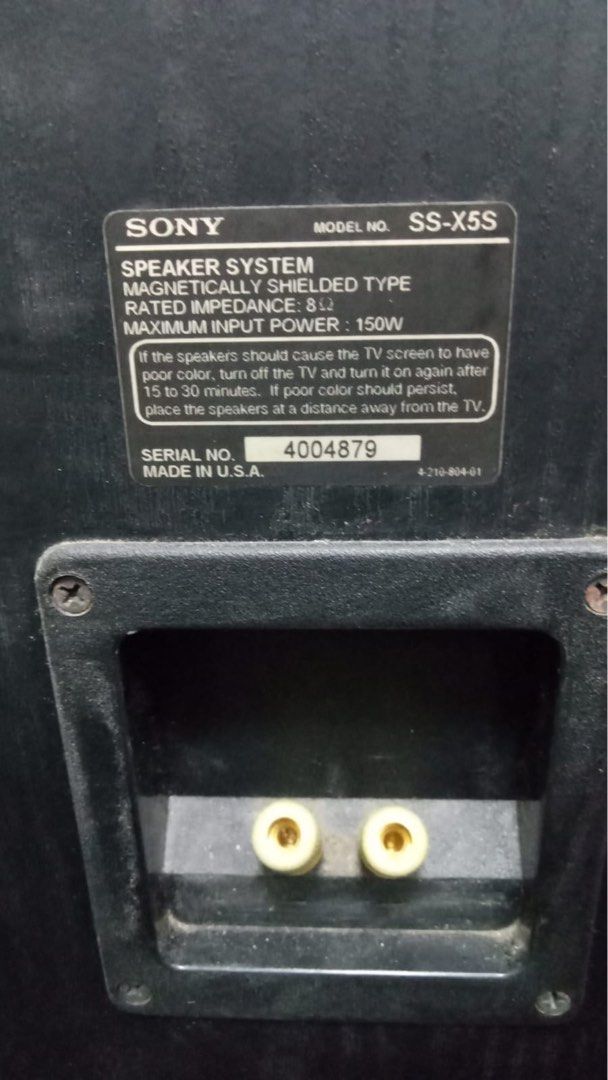 SONY MODEL NO. SS-X5S
SPEAKER SYSTEM
MAGNETICALLY SHIELDED TYPE
RATED IMPEDANCE: 8Ω
MAXIMUM INPUT POWER : 150W
If the speakers should cause the TV screen to have
poor color, turn off the TV and turn it on again after
15 to 30 minutes. If poor color should persist,
place the speakers at a distance away from the TV.
SERIAL NO. 4004879
MADE IN U.S.A. 4-210-804-01